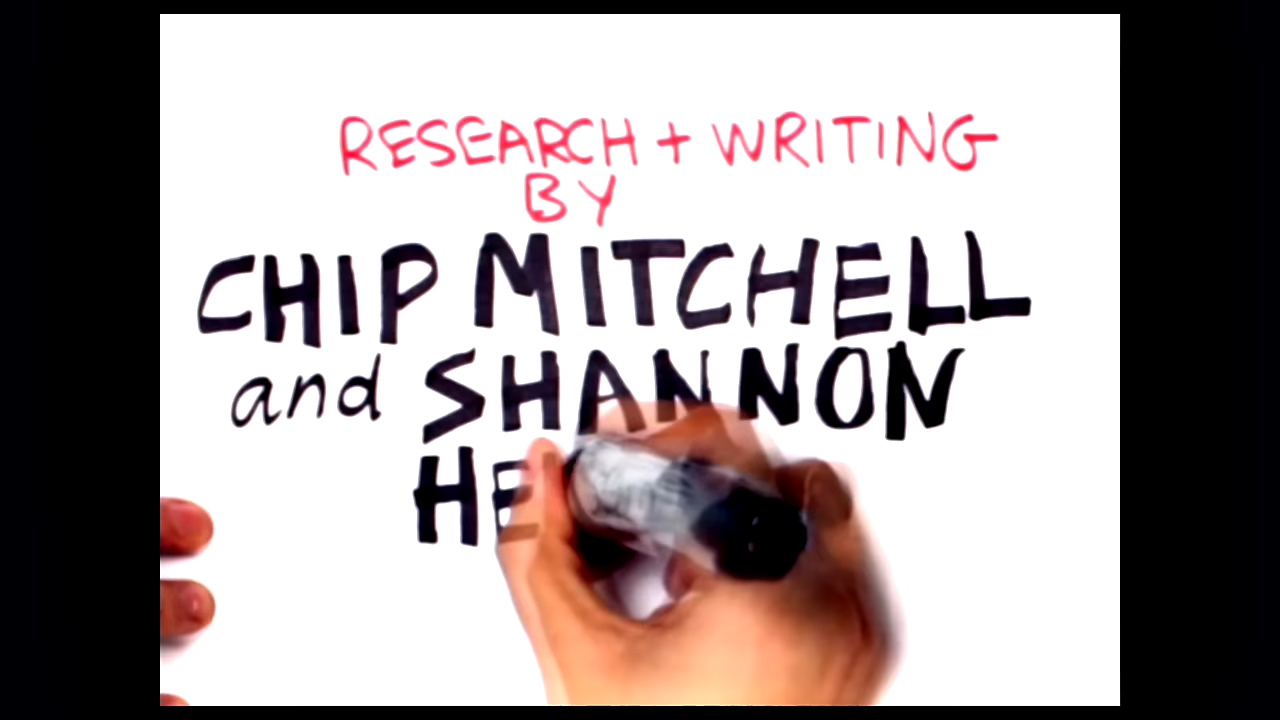 RESEARCH + WRITING
BY
CHIP MITCHELL
and SHANNON